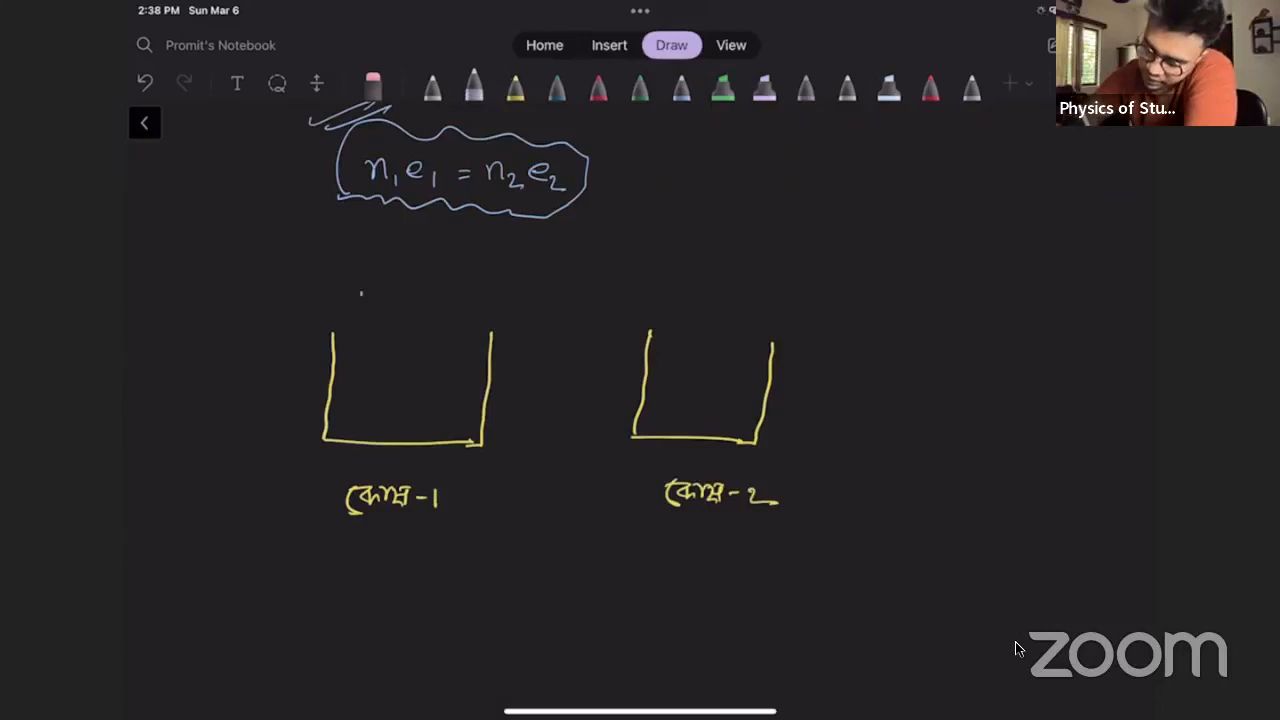 2:38 PM Sun Mar 6
Promit's Notebook
Home Insert Draw View
T
Physics of Stu...
n₁e₁ = n₂e₂
কোষ-1
কোষ-2
zoom